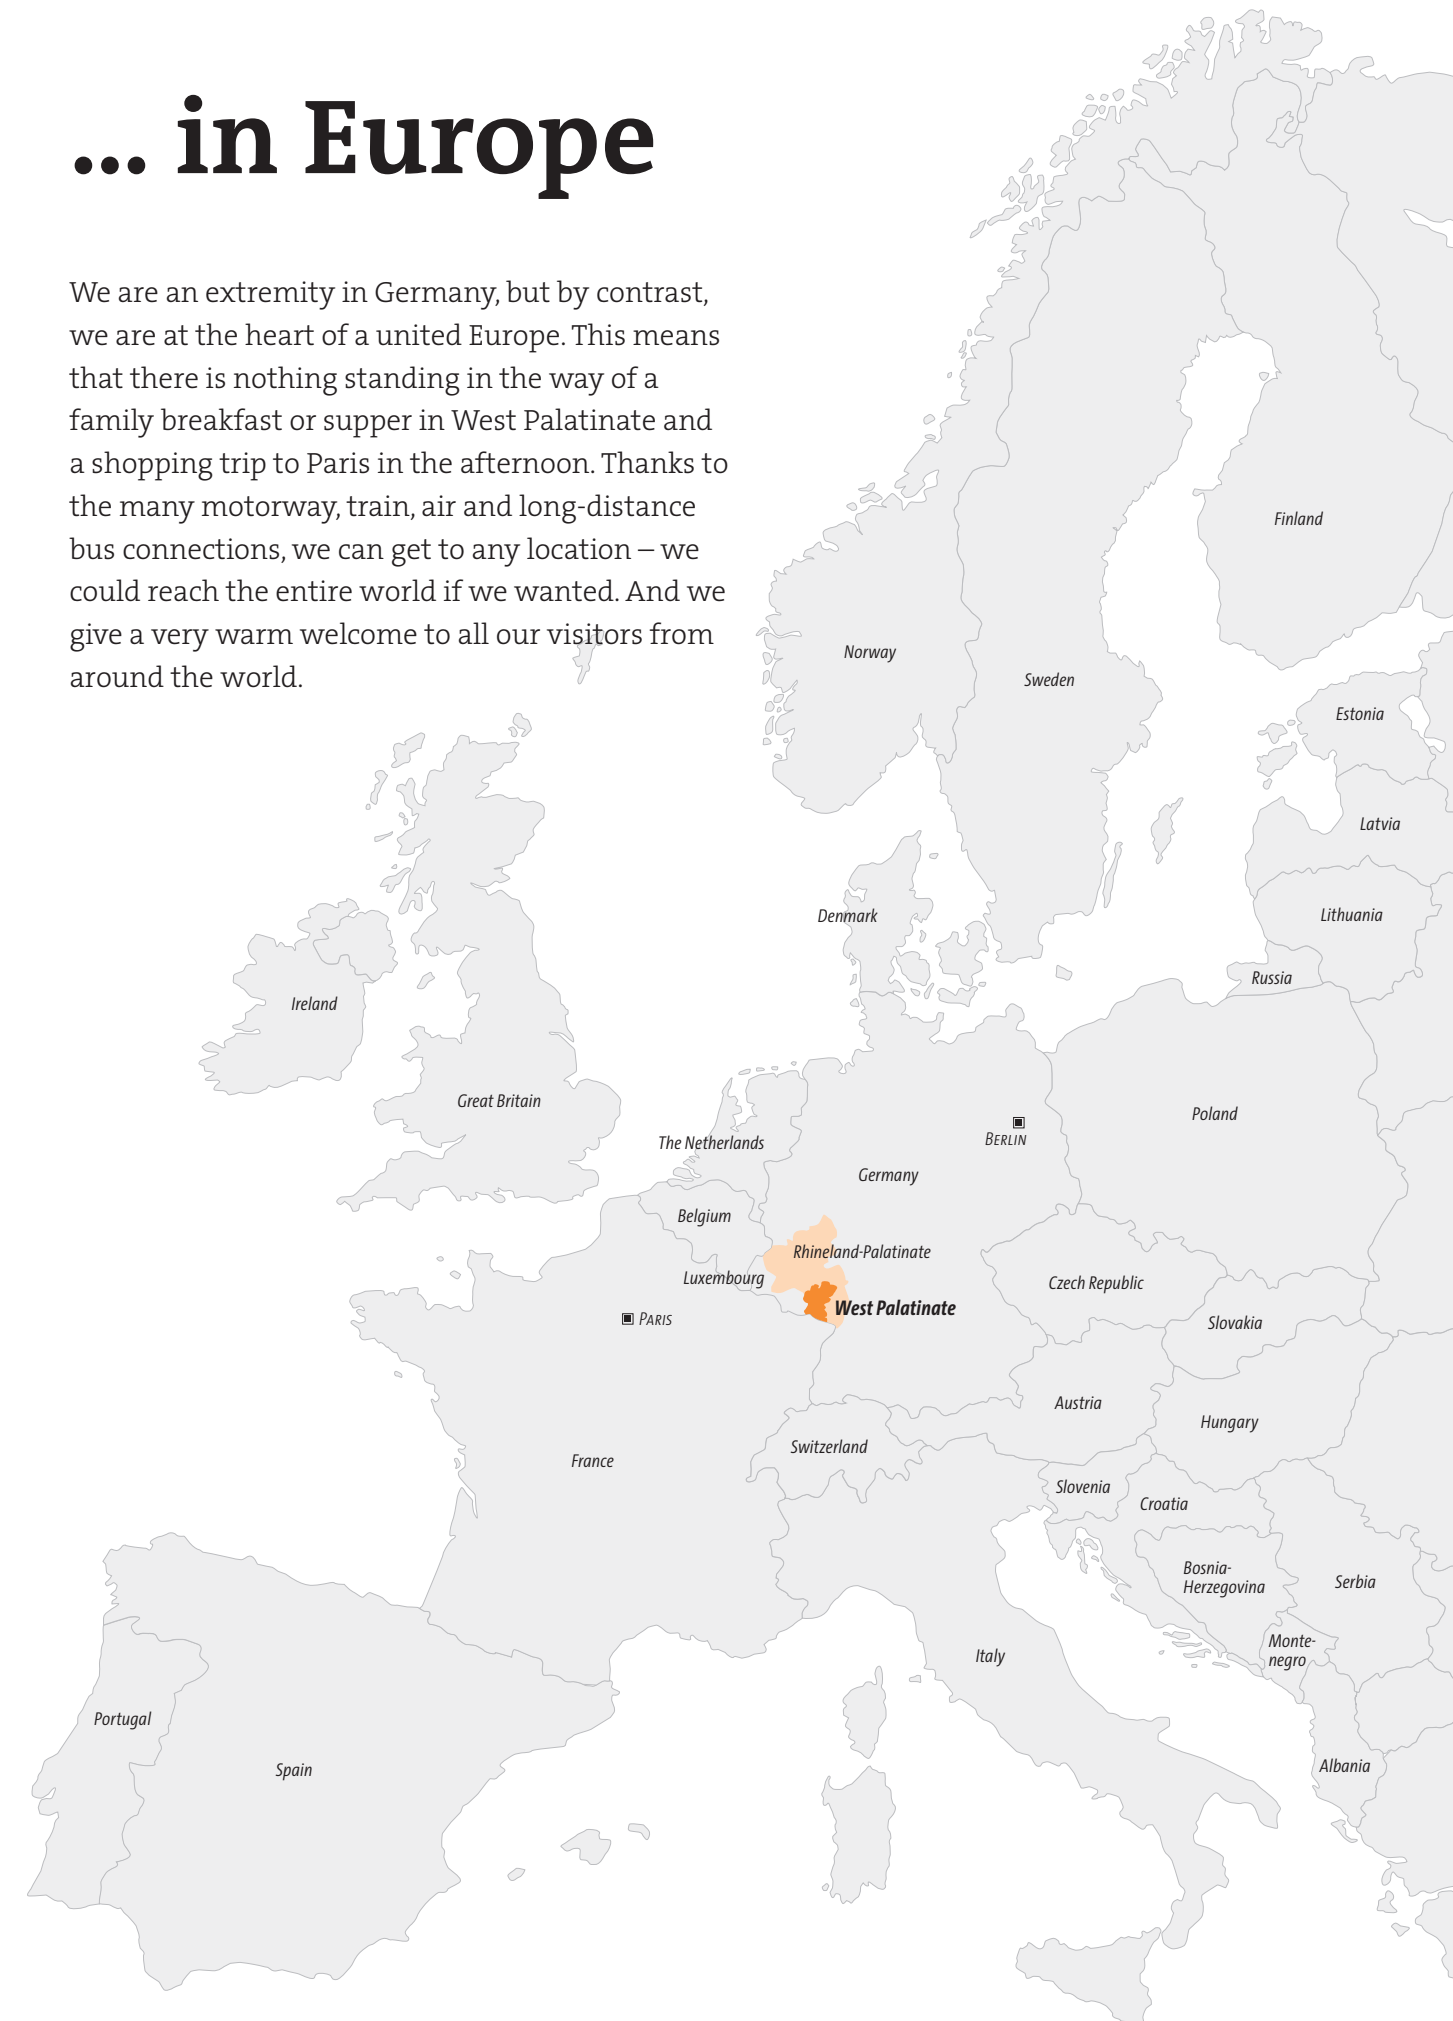 ... in Europe
We are an extremity in Germany, but by contrast,
we are at the heart of a united Europe. This means
that there is nothing standing in the way of a
family breakfast or supper in West Palatinate and
a shopping trip to Paris in the afternoon. Thanks to
the many motorway, train, air and long-distance
bus connections, we can get to any location – we
could reach the entire world if we wanted. And we
give a very warm welcome to all our visitors from
around the world.
Finland
Norway
Sweden
Estonia
Latvia
Denmark
Lithuania
Russia
Ireland
Great Britain
Poland
Berlin
The Netherlands
Germany
Belgium
Rhineland-Palatinate
Luxembourg
Czech Republic
West Palatinate
Paris
Slovakia
Austria
Hungary
Switzerland
France
Slovenia
Croatia
Bosnia-
Herzegovina
Serbia
Monte-
negro
Italy
Portugal
Albania
Spain